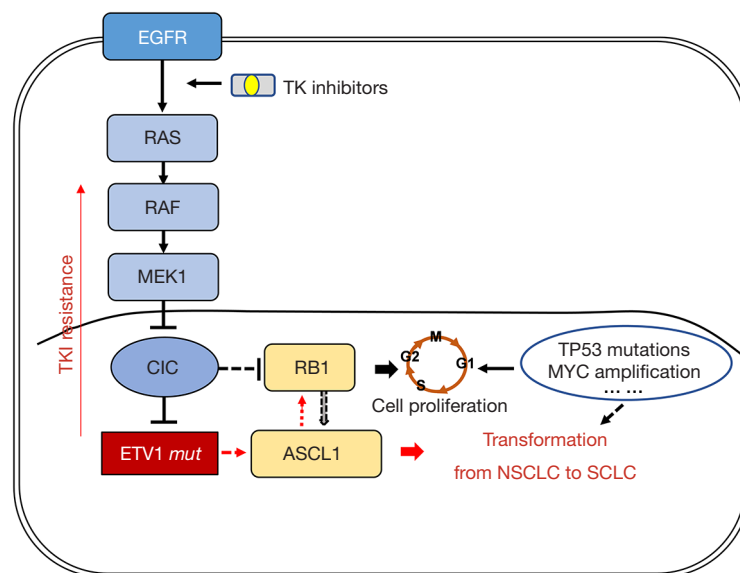 EGFR
TK inhibitors
RAS
RAF
MEK1
TKI resistance
CIC
RB1
M
G2
G1
S
Cell proliferation
TP53 mutations
MYC amplification
... ...
ETV1 mut
ASCL1
Transformation
from NSCLC to SCLC